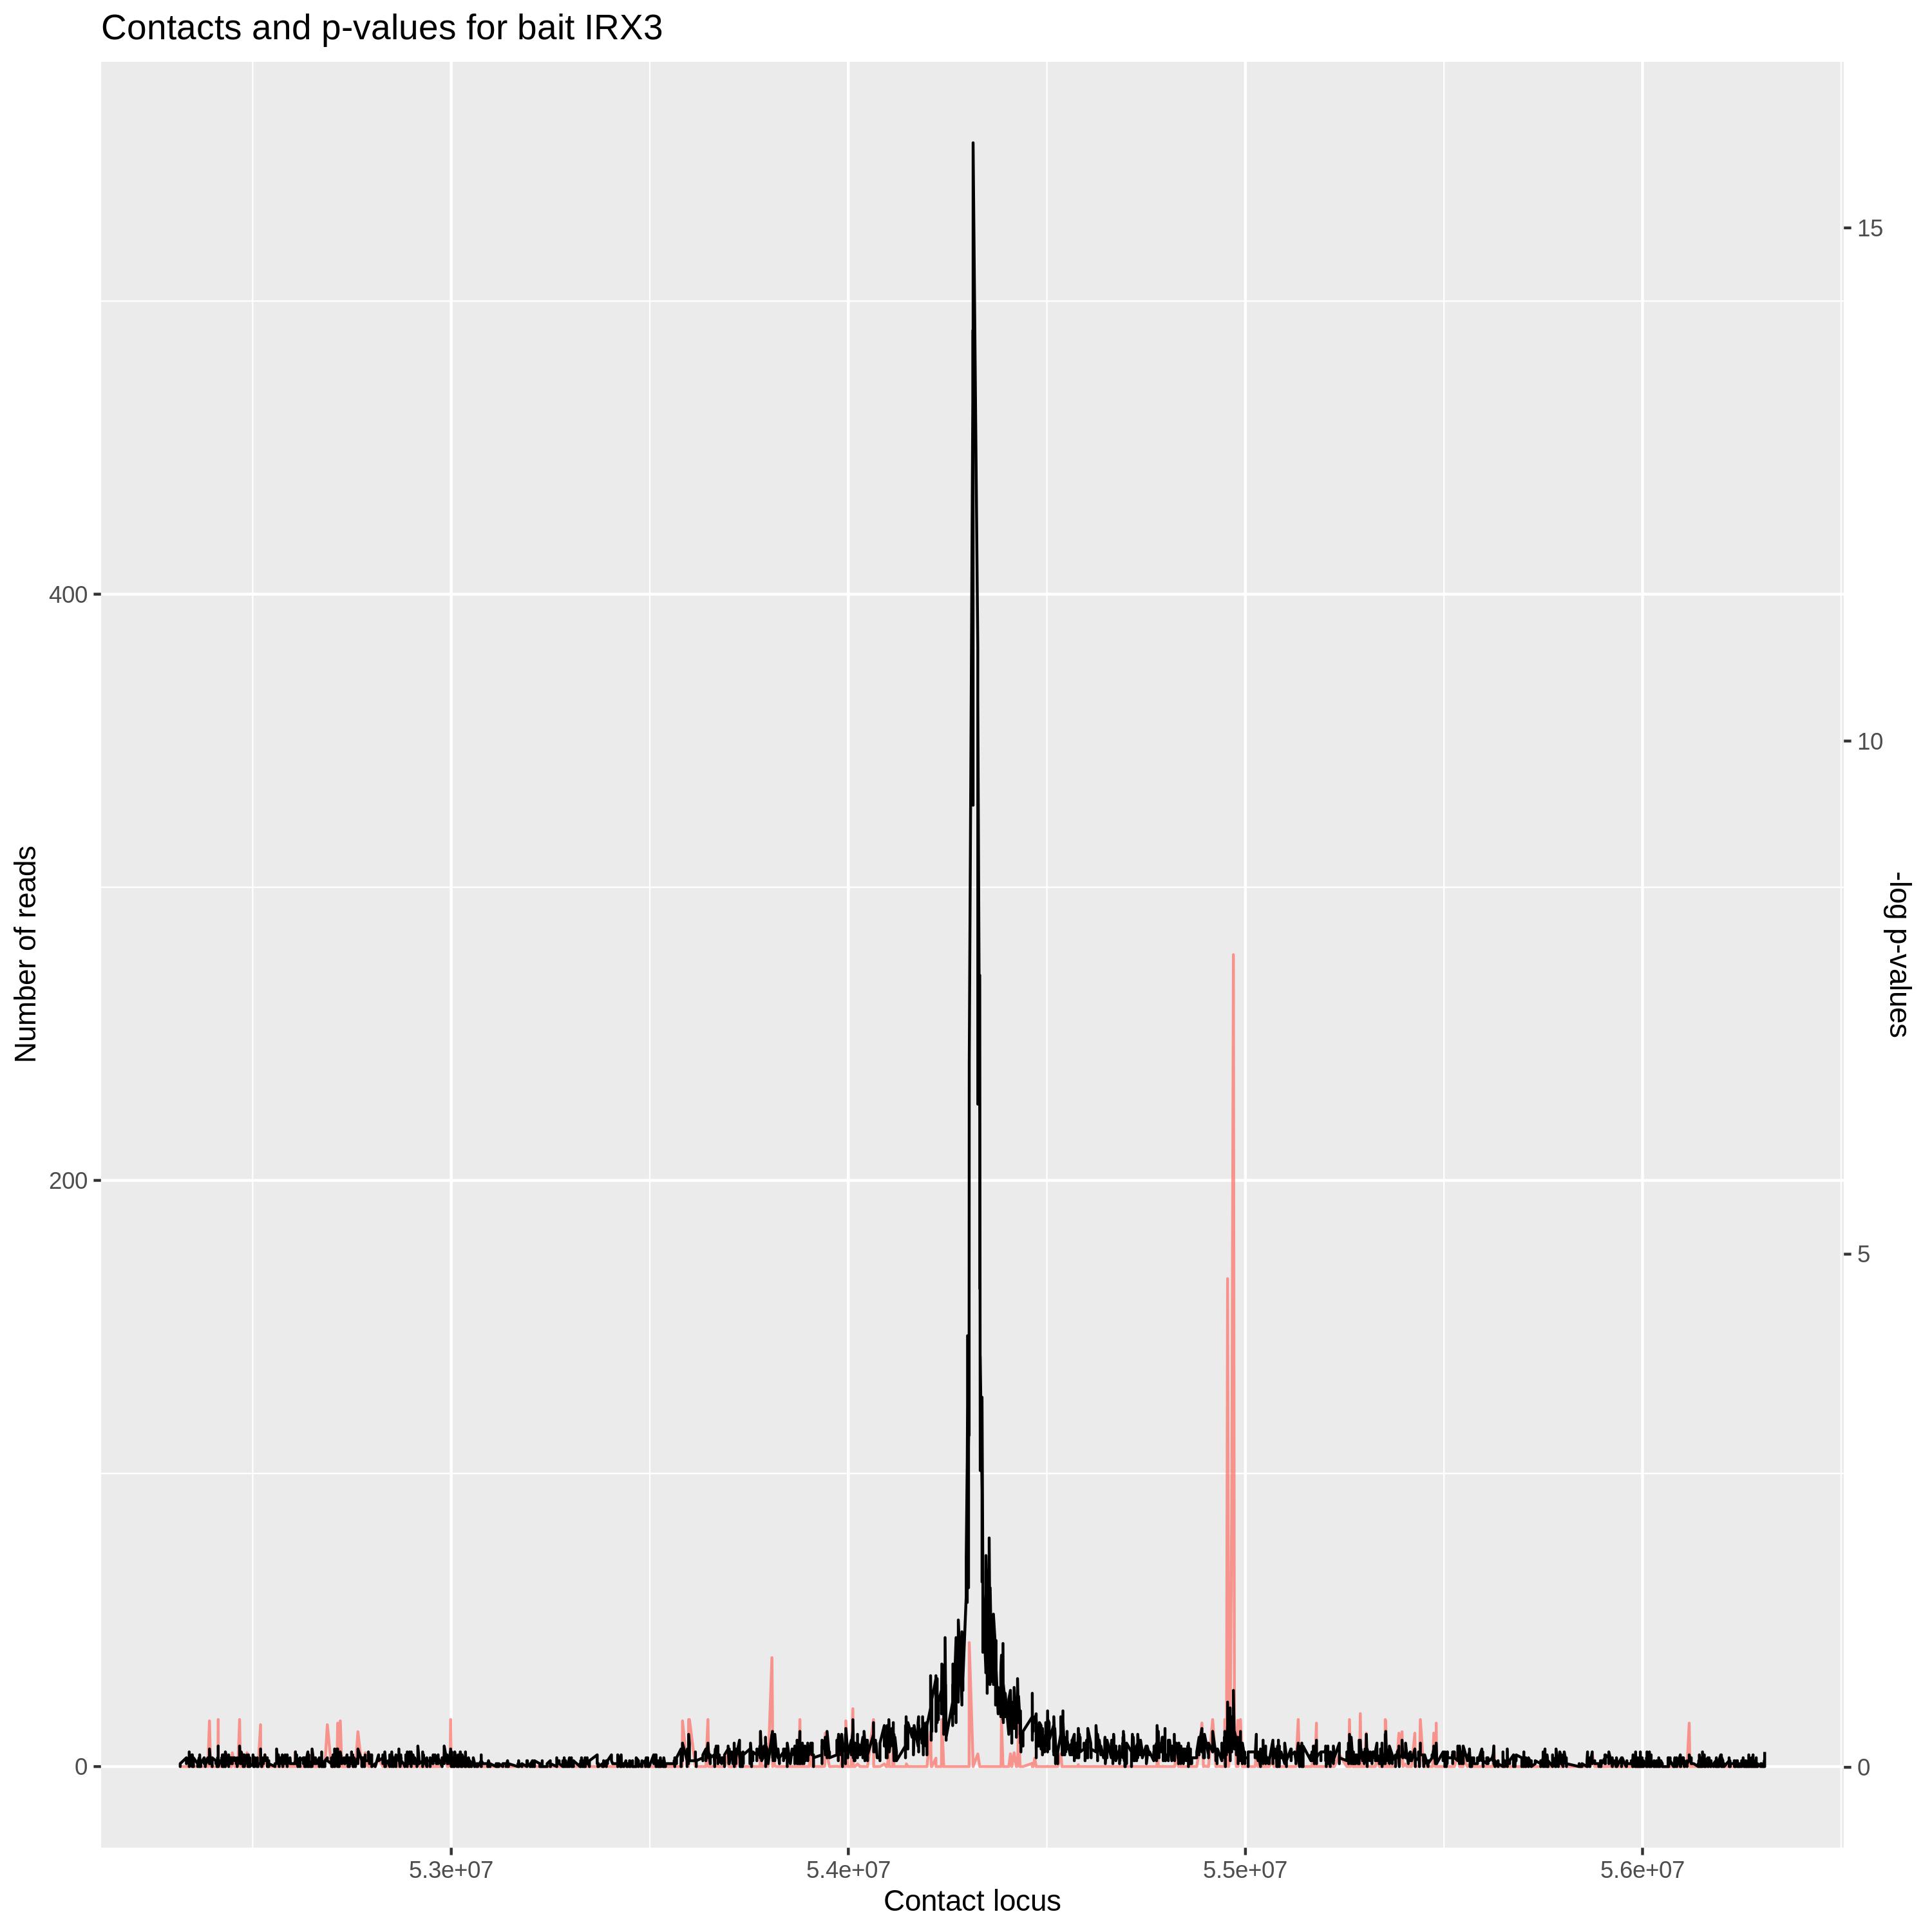 Contacts and p-values for bait IRX3
Number of reads
400
200
0
15
10
5
0
-log p-values
5.3e+07
5.4e+07
5.5e+07
5.6e+07
Contact locus